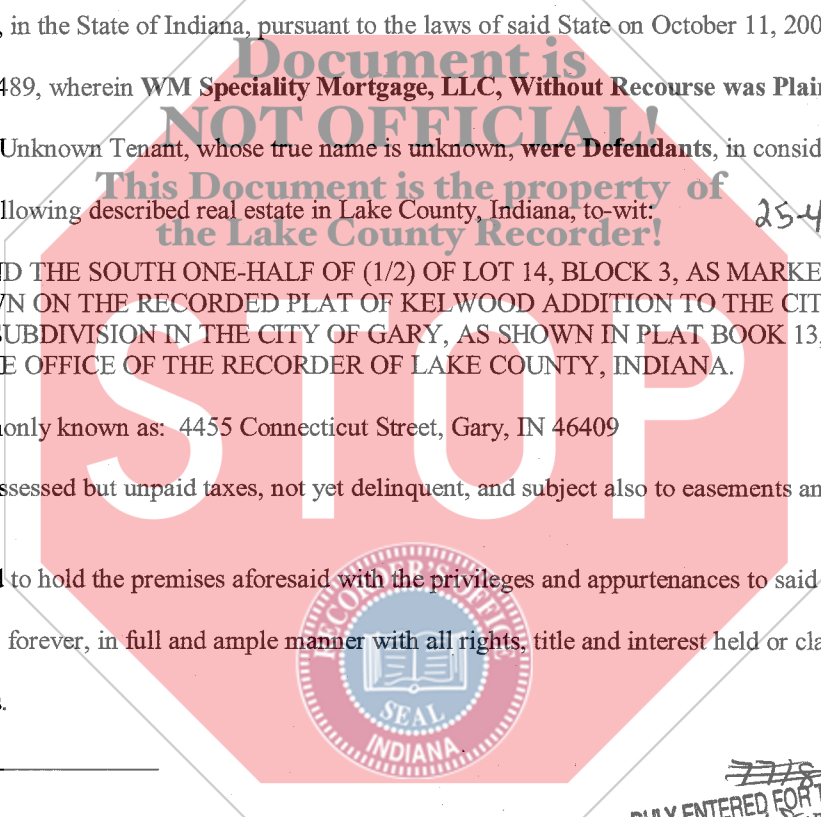 , in the State of Indiana, pursuant to the laws of said State on October 11, 200
Document is
489, wherein WM Speciality Mortgage, LLC, Without Recourse was Plain
NOT OFFICIAL!
Unknown Tenant, whose true name is unknown, were Defendants, in consid
This Document is the property of
llowing described real estate in Lake County, Indiana, to-wit: 25-4
the Lake County Recorder!
D THE SOUTH ONE-HALF OF (1/2) OF LOT 14, BLOCK 3, AS MARKE
VN ON THE RECORDED PLAT OF KELWOOD ADDITION TO THE CIT
SUBDIVISION IN THE CITY OF GARY, AS SHOWN IN PLAT BOOK 13,
E OFFICE OF THE RECORDER OF LAKE COUNTY, INDIANA.
STOP
only known as: 4455 Connecticut Street, Gary, IN 46409
ssessed but unpaid taxes, not yet delinquent, and subject also to easements an
d to hold the premises aforesaid with the privileges and appurtenances to said
forever, in full and ample manner with all rights, title and interest held or cla
RECORDER'S OFFICE
SEAL
INDIANA
s.
DULY ENTERED FOR T